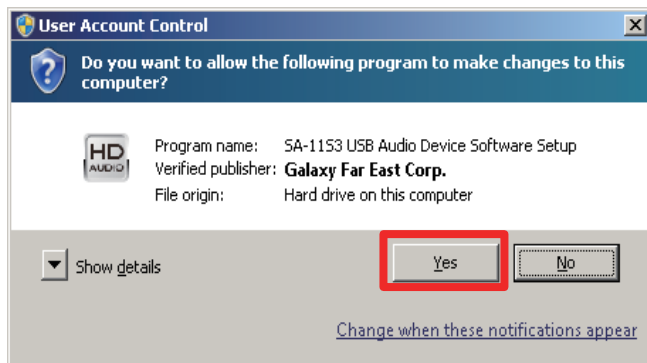 User Account Control
Do you want to allow the following program to make changes to this
computer?
HD
AUDIO
Program name: SA-11S3 USB Audio Device Software Setup
Verified publisher: Galaxy Far East Corp.
File origin: Hard drive on this computer
Show details
Yes
No
Change when these notifications appear